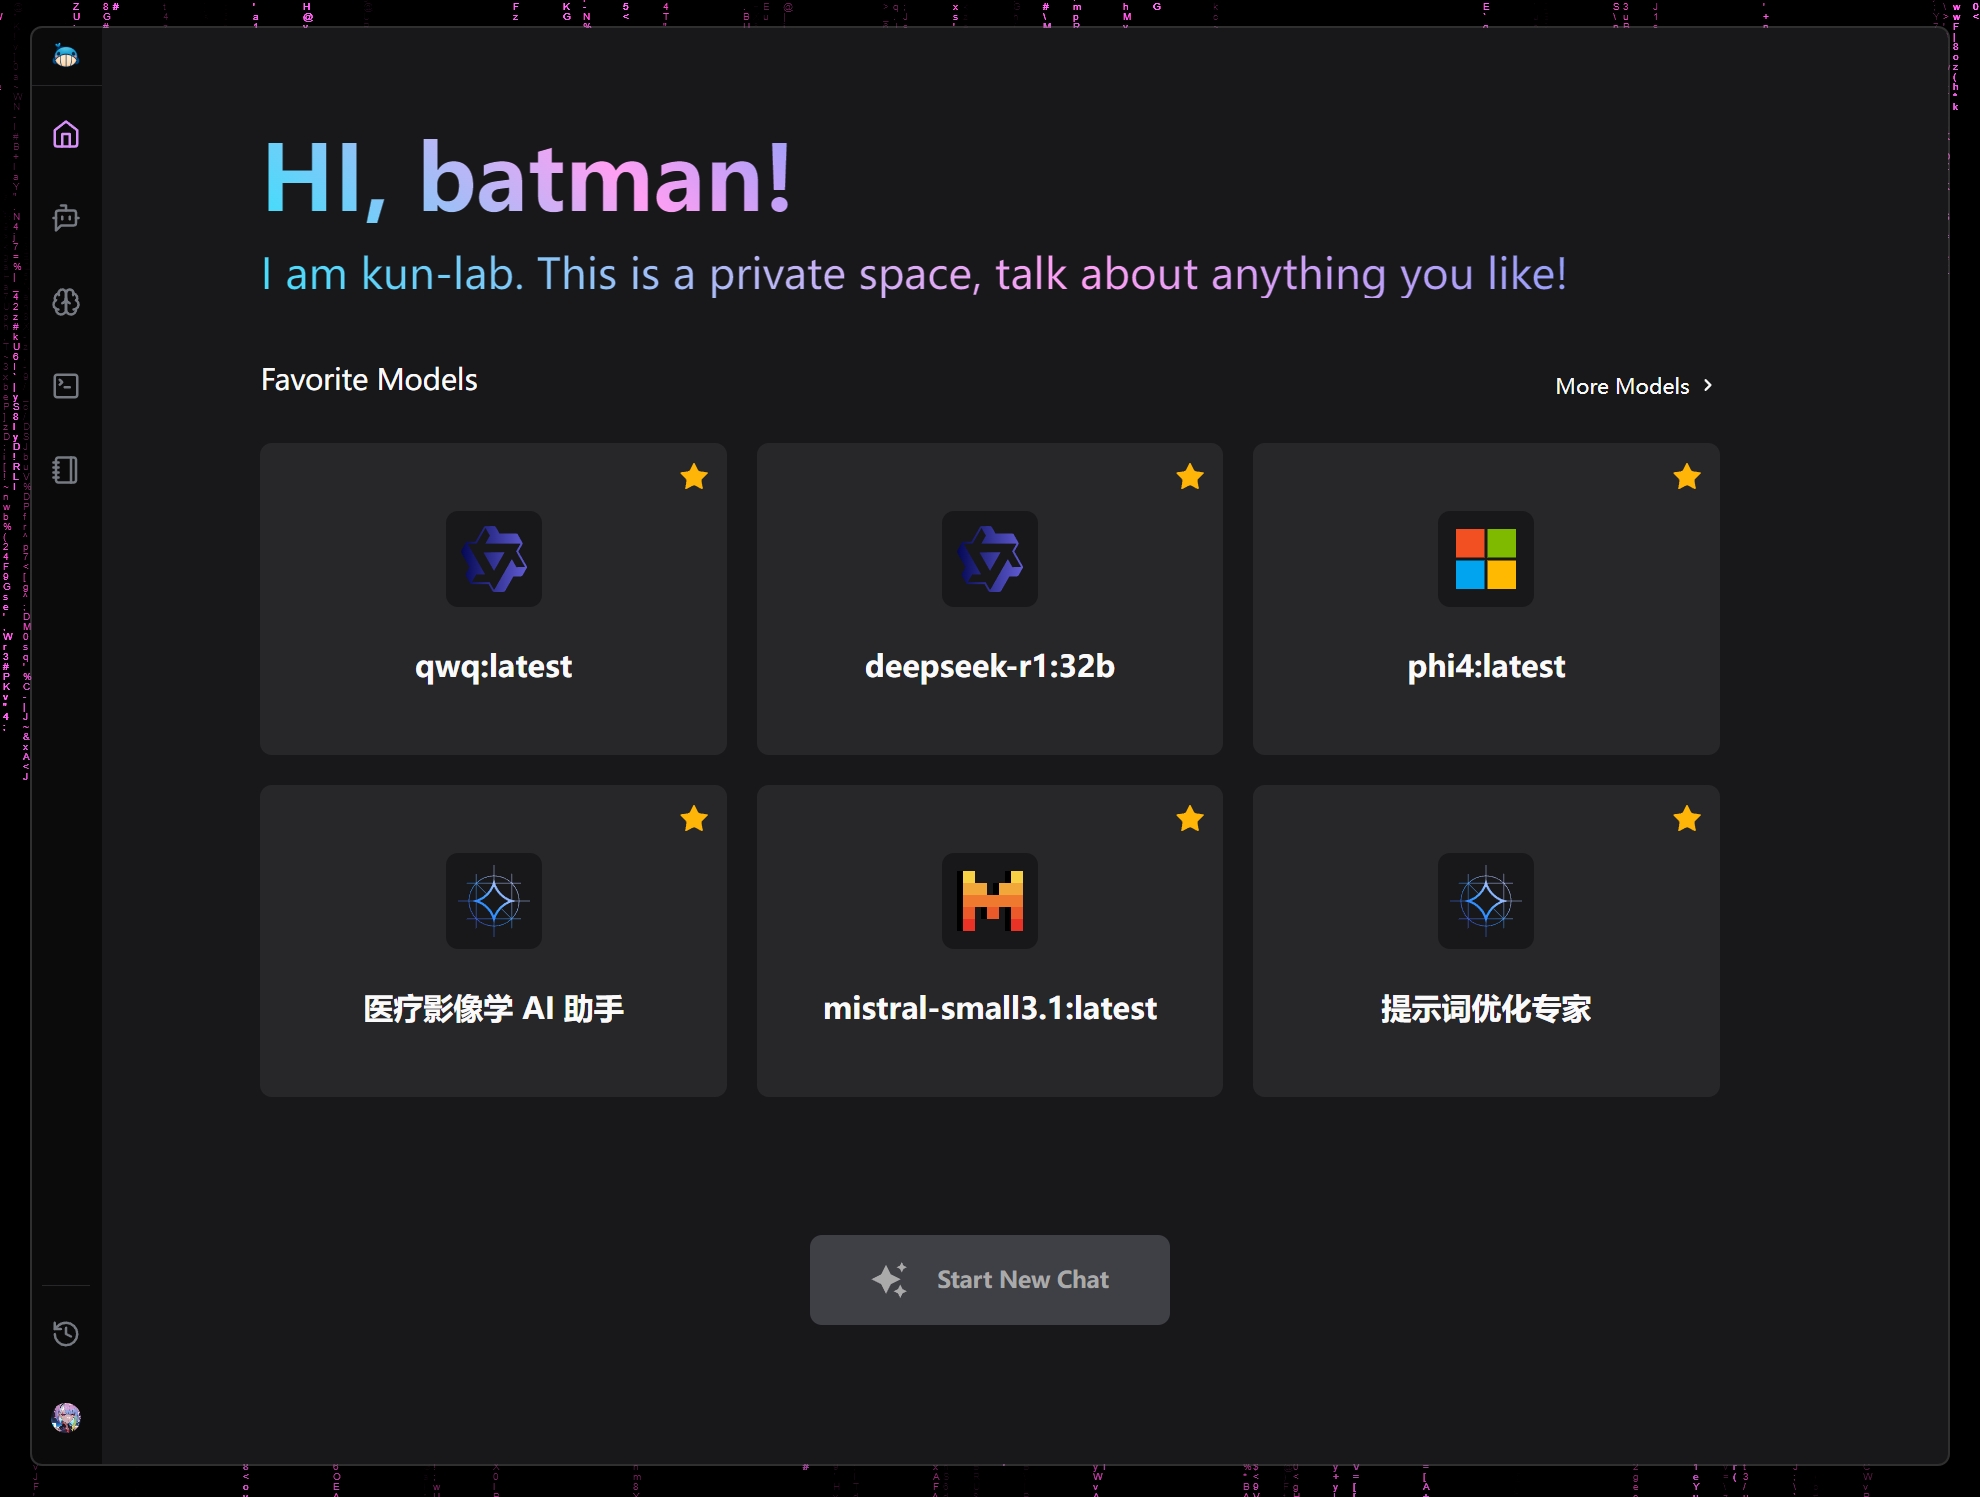 HI, batman!
I am kun-lab. This is a private space, talk about anything you like!
Favorite Models
More Models
qwq:latest
deepseek-r1:32b
phi4:latest
医疗影像学 AI 助手
mistral-small3.1:latest
提示词优化专家
Start New Chat